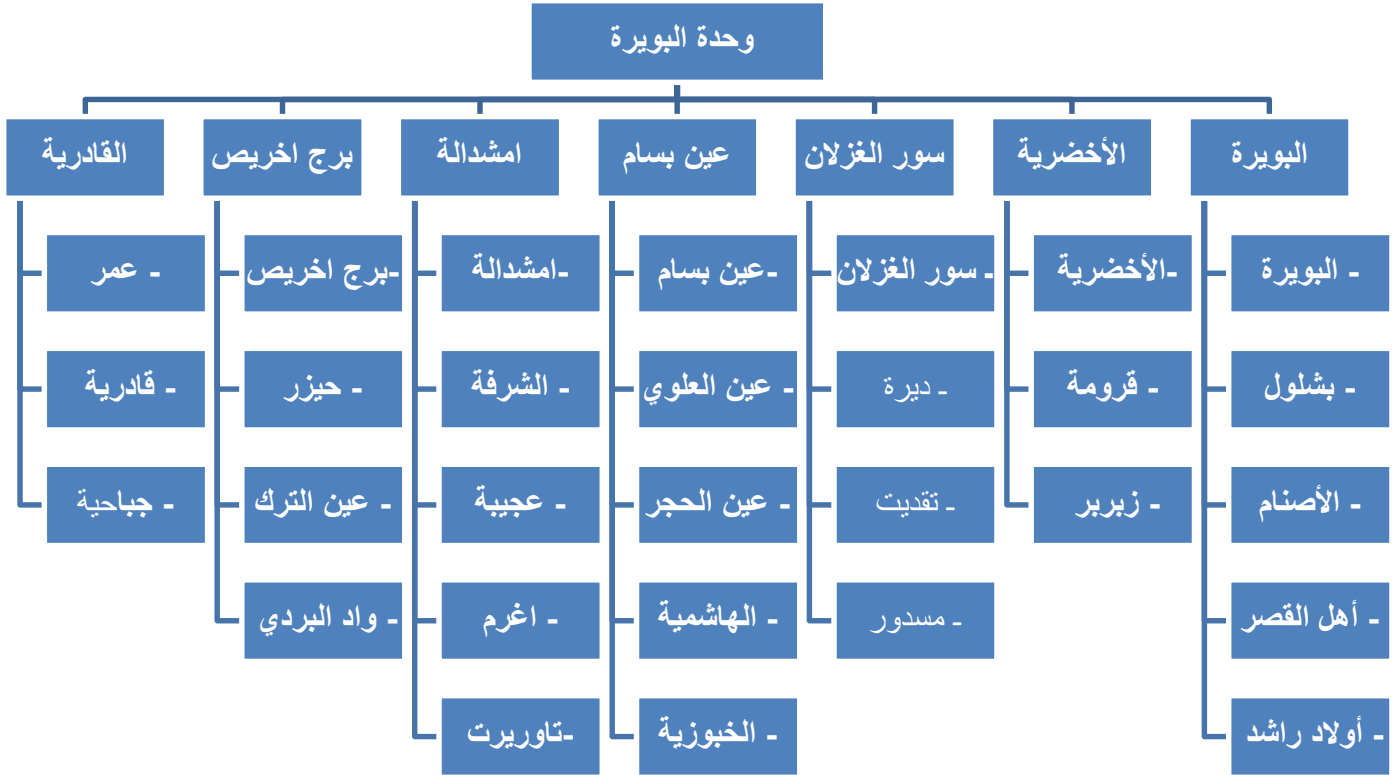 وحدة البويرة
البويرة
- البويرة
- بشلول
- الأصنام
- أهل القصر
- أولاد راشد
الأخضرية
-الأخضرية
- قرومة
- زبربر
سور الغزلان
- سور الغزلان
- ديرة
- تقديت
- مسدور
عين بسام
-عين بسام
- عين العلوي
- عين الحجر
- الهاشمية
- الخبوزية
امشدالة
-امشدالة
- الشرفة
- عجيبة
- اغرم
-تاوريرت
برج اخريص
-برج اخريص
- حيزر
- عين الترك
- واد البردي
القادرية
- عمر
- قادرية
- جباحية